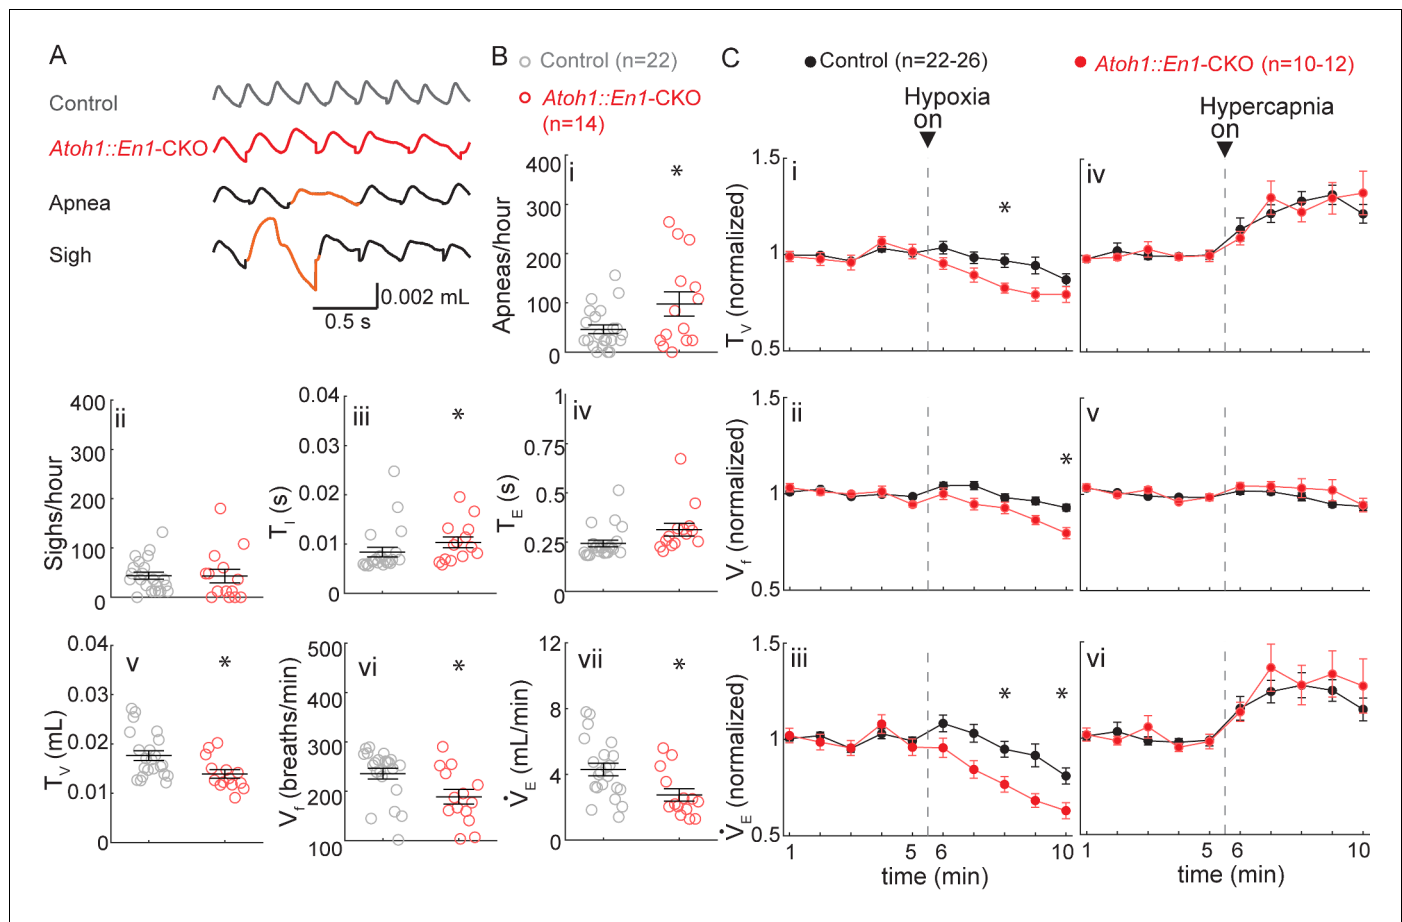 A
Control
Atoh1::En1-CKO
Apnea
Sigh
0.002 mL
0.5 s
B
Control (n=22)
Atoh1::En1-CKO
(n=14)
i
*
Apneas/hour
400
300
200
100
0
ii
Sighs/hour
400
300
200
100
0
iii
*
T_I (s)
0.04
0.03
0.02
0.01
0
iv
T_E (s)
1
0.75
0.5
0.25
0
v
*
T_V (mL)
0.04
0.03
0.02
0.01
0
vi
*
V_f (breaths/min)
500
400
300
200
100
vii
*
V̇_E (mL/min)
12
8
4
0
C
Control (n=22-26)
Atoh1::En1-CKO (n=10-12)
Hypoxia
on
Hypercapnia
on
i
*
T_V (normalized)
1.5
1
0.5
iv
ii
*
V_f (normalized)
1.5
1
0.5
v
iii
* *
V̇_E (normalized)
1.5
1
0.5
1 5 6 10
time (min)
vi
1 5 6 10
time (min)